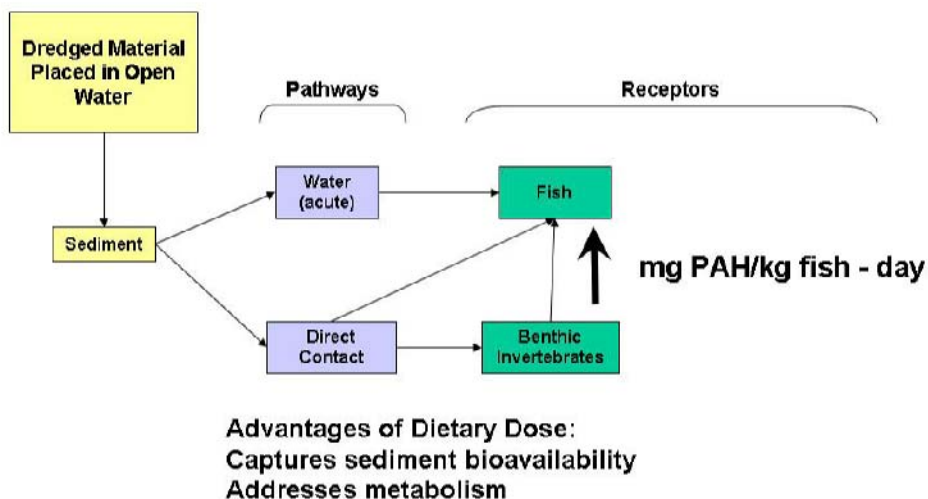 Dredged Material
Placed in Open
Water
Pathways
Receptors
Water
(acute)
Fish
Sediment
mg PAH/kg fish - day
Direct
Contact
Benthic
Invertebrates
Advantages of Dietary Dose:
Captures sediment bioavailability
Addresses metabolism